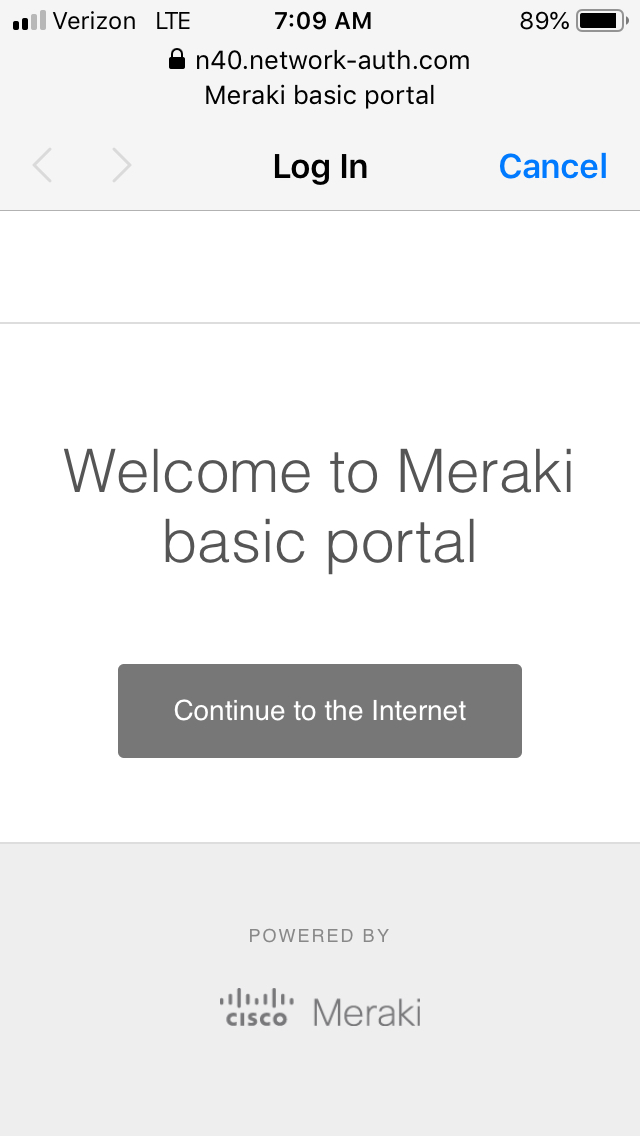 Verizon LTE 7:09 AM 89%
n40.network-auth.com
Meraki basic portal
Log In Cancel
Welcome to Meraki
basic portal
Continue to the Internet
POWERED BY
CISCO Meraki